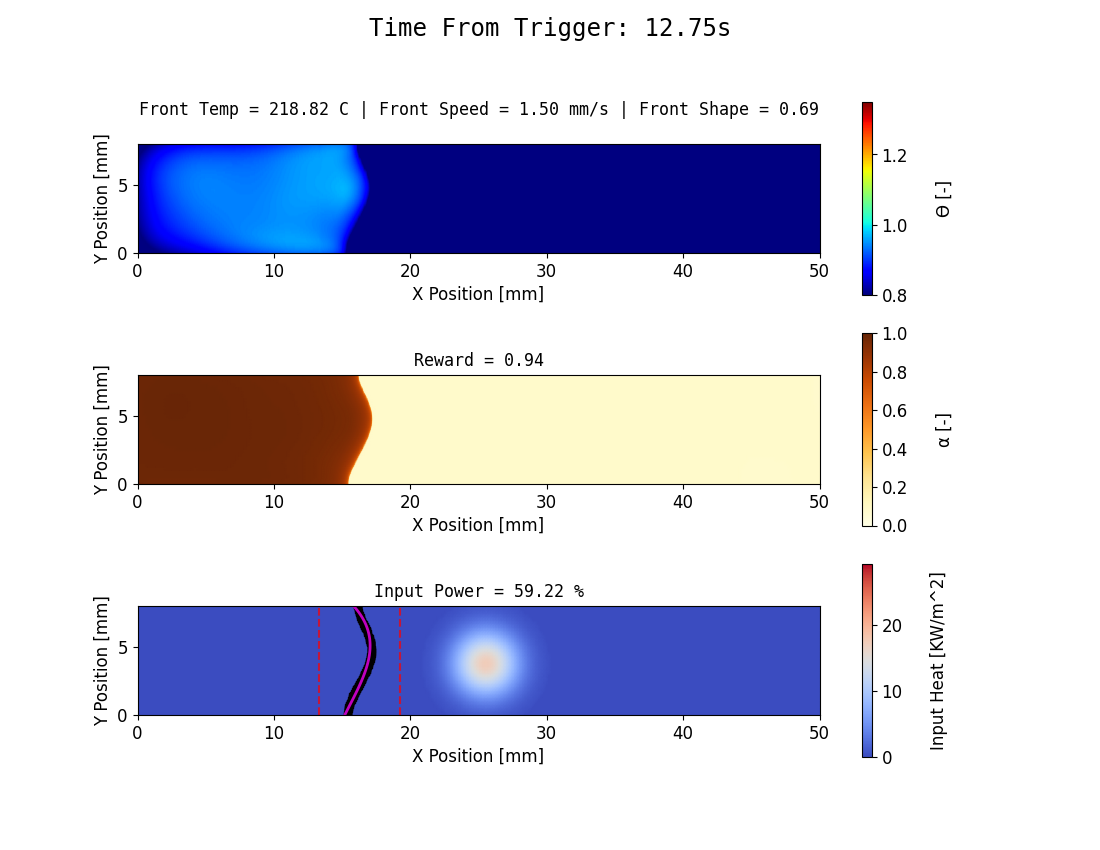 Time From Trigger: 12.75s
Front Temp = 218.82 C | Front Speed = 1.50 mm/s | Front Shape = 0.69
Y Position [mm]
5
0
0 10 20 30 40 50
X Position [mm]
1.2
1.0
0.8
Θ [-]
Reward = 0.94
Y Position [mm]
5
0
0 10 20 30 40 50
X Position [mm]
1.0
0.8
0.6
0.4
0.2
0.0
α [-]
Input Power = 59.22 %
Y Position [mm]
5
0
0 10 20 30 40 50
X Position [mm]
20
10
0
Input Heat [KW/m^2]